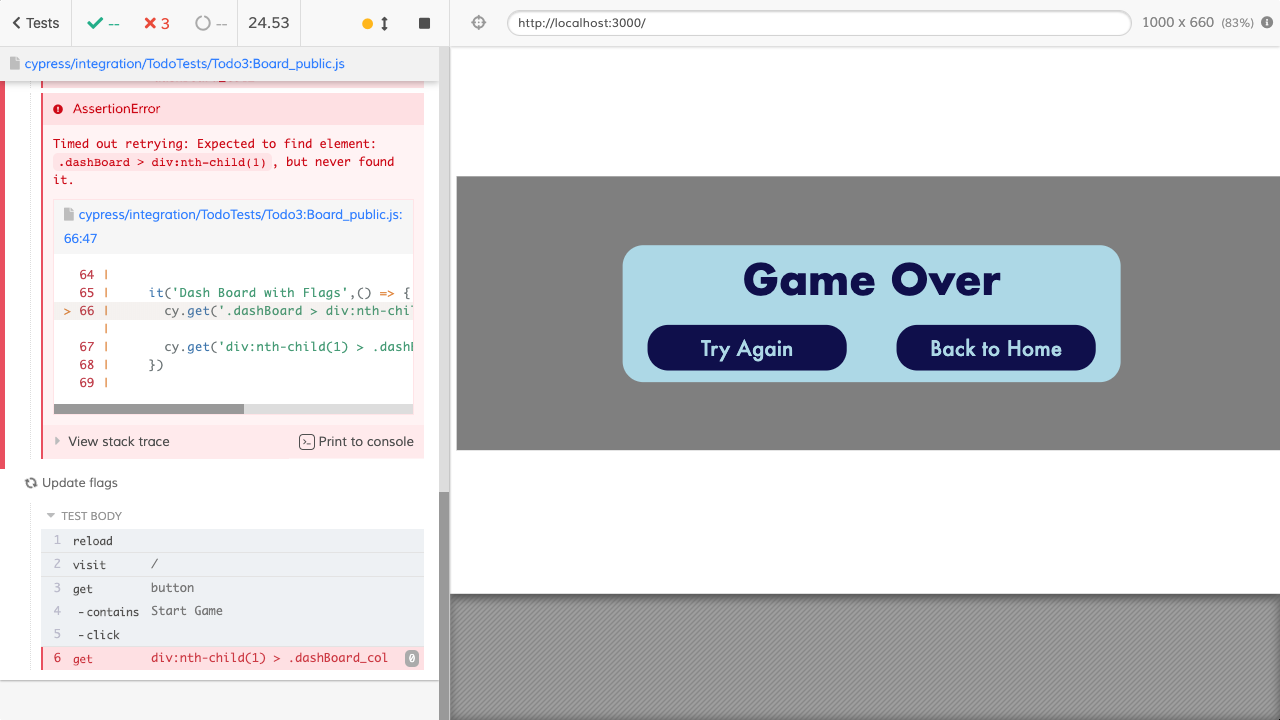 Tests
--
3
--
24.53
http://localhost:3000/
1000 x 660 (83%)
cypress/integration/TodoTests/Todo3:Board_public.js
AssertionError
Timed out retrying: Expected to find element:
.dashBoard > div:nth-child(1), but never found
it.
cypress/integration/TodoTests/Todo3:Board_public.js:
66:47
64 |
65 | it('Dash Board with Flags',() => {
> 66 | cy.get('.dashBoard > div:nth-chi
|
67 | cy.get('div:nth-child(1) > .dash
68 | })
69 |
View stack trace
Print to console
Update flags
TEST BODY
1 reload
2 visit /
3 get button
4 -contains Start Game
5 -click
6 get div:nth-child(1) > .dashBoard_col 0
Game Over
Try Again
Back to Home